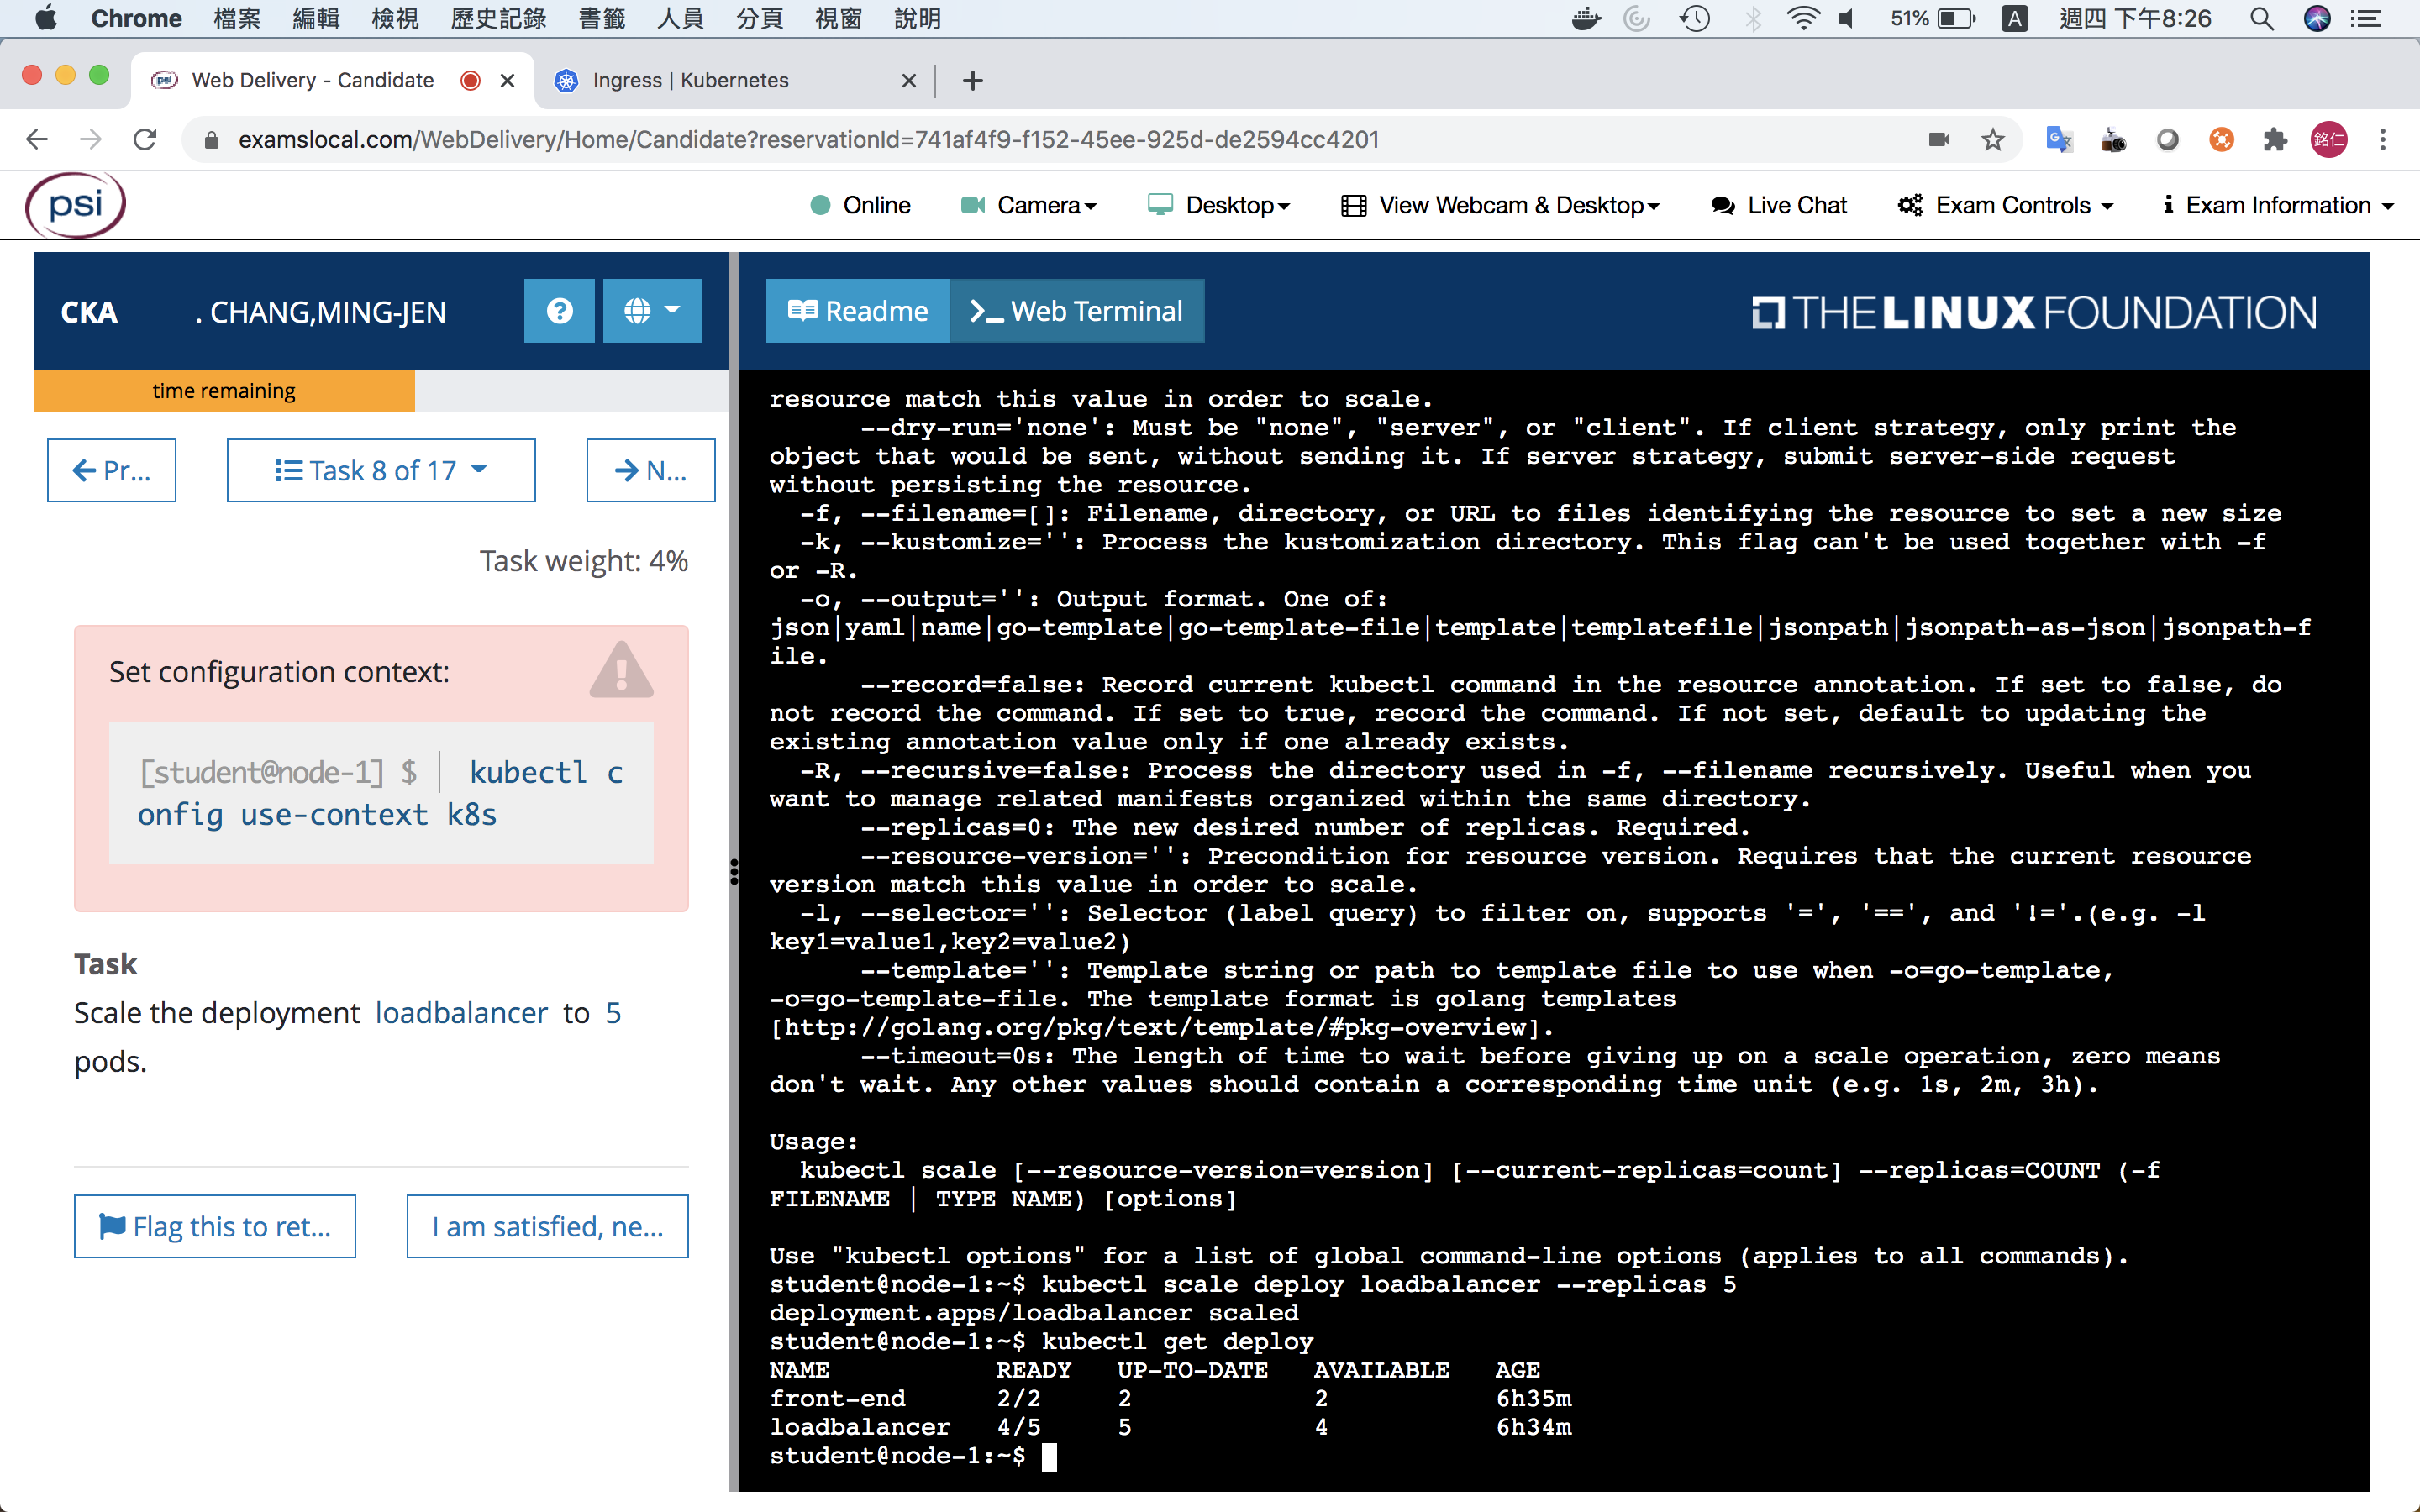 Chrome 檔案 編輯 檢視 歷史記錄 書籤 人員 分頁 視窗 說明 51% A 週四 下午8:26
psi Web Delivery - Candidate Ingress | Kubernetes
examslocal.com/WebDelivery/Home/Candidate?reservationId=741af4f9-f152-45ee-925d-de2594cc4201 銘仁
psi Online Camera Desktop View Webcam & Desktop Live Chat Exam Controls Exam Information
CKA . CHANG,MING-JEN
Readme Web Terminal THE LINUX FOUNDATION
time remaining
Pr... Task 8 of 17 N...
Task weight: 4%
Set configuration context:
[student@node-1] $ | kubectl c
onfig use-context k8s
Task
Scale the deployment loadbalancer to 5
pods.
Flag this to ret... I am satisfied, ne...
resource match this value in order to scale.
      --dry-run='none': Must be "none", "server", or "client". If client strategy, only print the
object that would be sent, without sending it. If server strategy, submit server-side request
without persisting the resource.
  -f, --filename=[]: Filename, directory, or URL to files identifying the resource to set a new size
  -k, --kustomize='': Process the kustomization directory. This flag can't be used together with -f
or -R.
  -o, --output='': Output format. One of:
json|yaml|name|go-template|go-template-file|template|templatefile|jsonpath|jsonpath-as-json|jsonpath-f
ile.
      --record=false: Record current kubectl command in the resource annotation. If set to false, do
not record the command. If set to true, record the command. If not set, default to updating the
existing annotation value only if one already exists.
  -R, --recursive=false: Process the directory used in -f, --filename recursively. Useful when you
want to manage related manifests organized within the same directory.
      --replicas=0: The new desired number of replicas. Required.
      --resource-version='': Precondition for resource version. Requires that the current resource
version match this value in order to scale.
  -l, --selector='': Selector (label query) to filter on, supports '=', '==', and '!='.(e.g. -l
key1=value1,key2=value2)
      --template='': Template string or path to template file to use when -o=go-template,
-o=go-template-file. The template format is golang templates
[http://golang.org/pkg/text/template/#pkg-overview].
      --timeout=0s: The length of time to wait before giving up on a scale operation, zero means
don't wait. Any other values should contain a corresponding time unit (e.g. 1s, 2m, 3h).
Usage:
  kubectl scale [--resource-version=version] [--current-replicas=count] --replicas=COUNT (-f
FILENAME | TYPE NAME) [options]
Use "kubectl options" for a list of global command-line options (applies to all commands).
student@node-1:~$ kubectl scale deploy loadbalancer --replicas 5
deployment.apps/loadbalancer scaled
student@node-1:~$ kubectl get deploy
NAME           READY   UP-TO-DATE   AVAILABLE   AGE
front-end      2/2     2            2           6h35m
loadbalancer   4/5     5            4           6h34m
student@node-1:~$